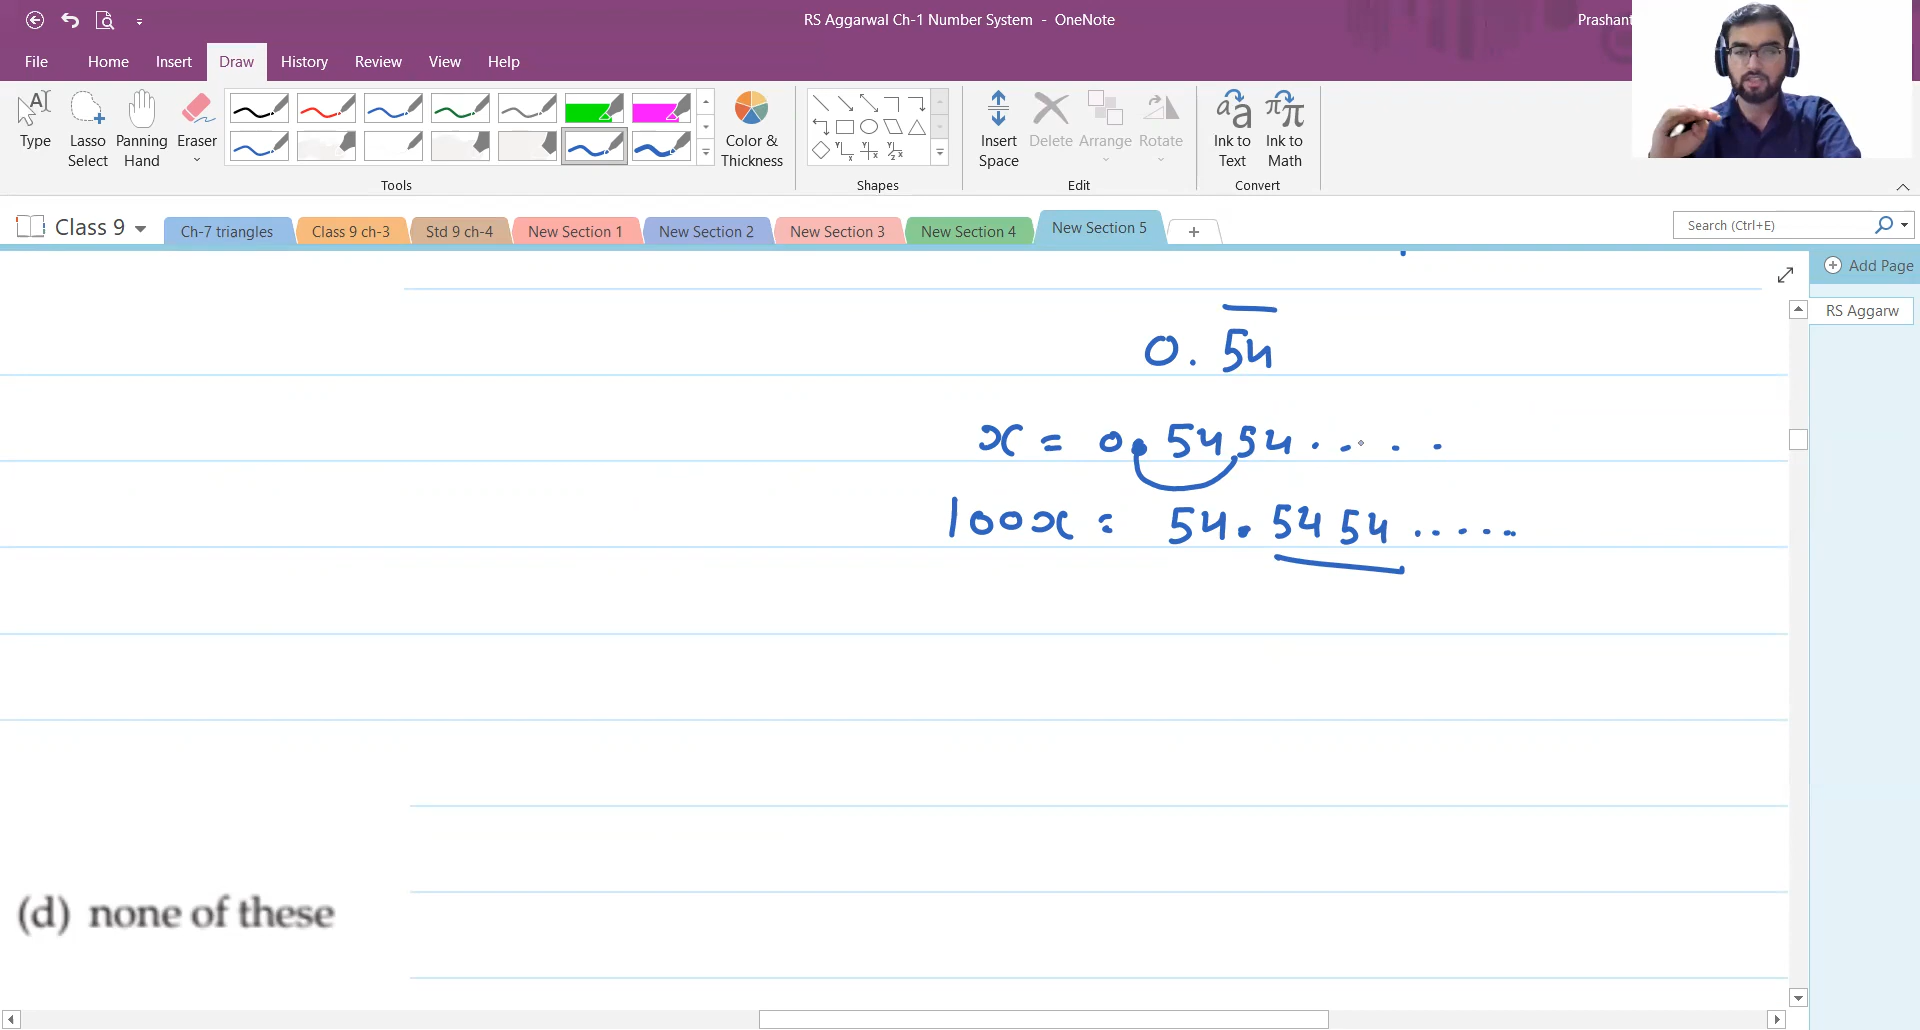 RS Aggarwal Ch-1 Number System - OneNote
Prashant
File Home Insert Draw History Review View Help
Type
Lasso Select
Panning Hand
Eraser
Color & Thickness
Insert Space
Delete
Arrange
Rotate
Ink to Text
Ink to Math
Tools
Shapes
Edit
Convert
Class 9
Ch-7 triangles
Class 9 ch-3
Std 9 ch-4
New Section 1
New Section 2
New Section 3
New Section 4
New Section 5
Search (Ctrl+E)
Add Page
RS Aggarw
0.5̅4̅
x = 0.5454.....
100x = 54.5454.....
(d) none of these